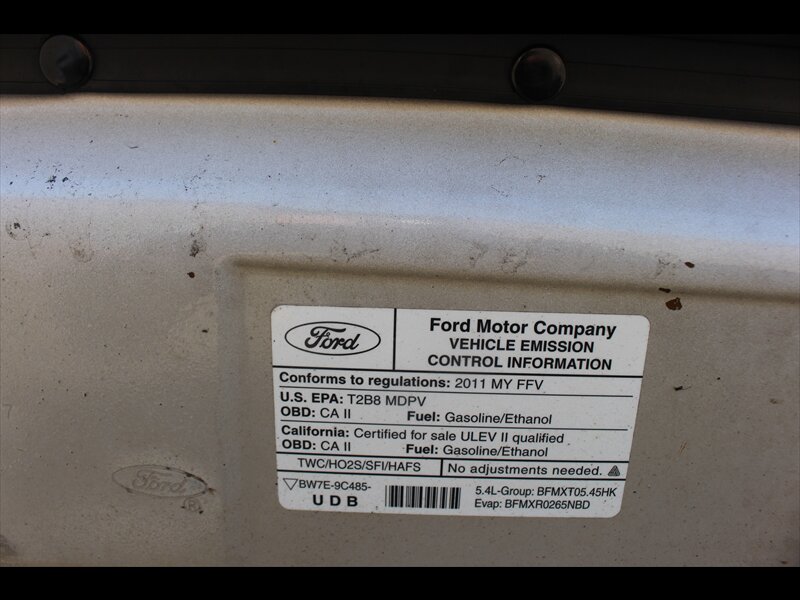 Ford
Ford Motor Company
VEHICLE EMISSION
CONTROL INFORMATION
Conforms to regulations: 2011 MY FFV
U.S. EPA: T2B8 MDPV
OBD: CA II Fuel: Gasoline/Ethanol
California: Certified for sale ULEV II qualified
OBD: CA II Fuel: Gasoline/Ethanol
TWC/HO2S/SFI/HAFS No adjustments needed.
BW7E-9C485-
UDB
5.4L-Group: BFMXT05.45HK
Evap: BFMXR0265NBD
Ford
®